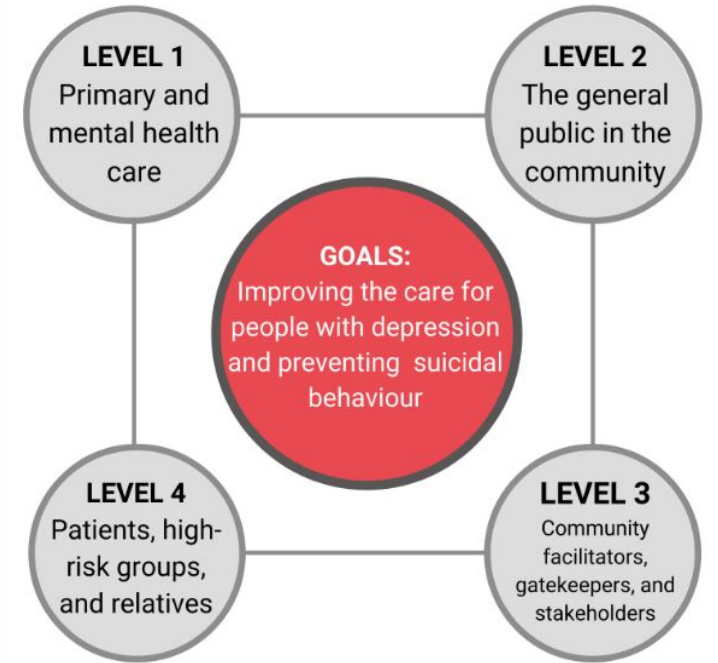 LEVEL 1
Primary and
mental health
care
LEVEL 2
The general
public in the
community
GOALS:
Improving the care for
people with depression
and preventing suicidal
behaviour
LEVEL 4
Patients, high-
risk groups,
and relatives
LEVEL 3
Community
facilitators,
gatekeepers, and
stakeholders